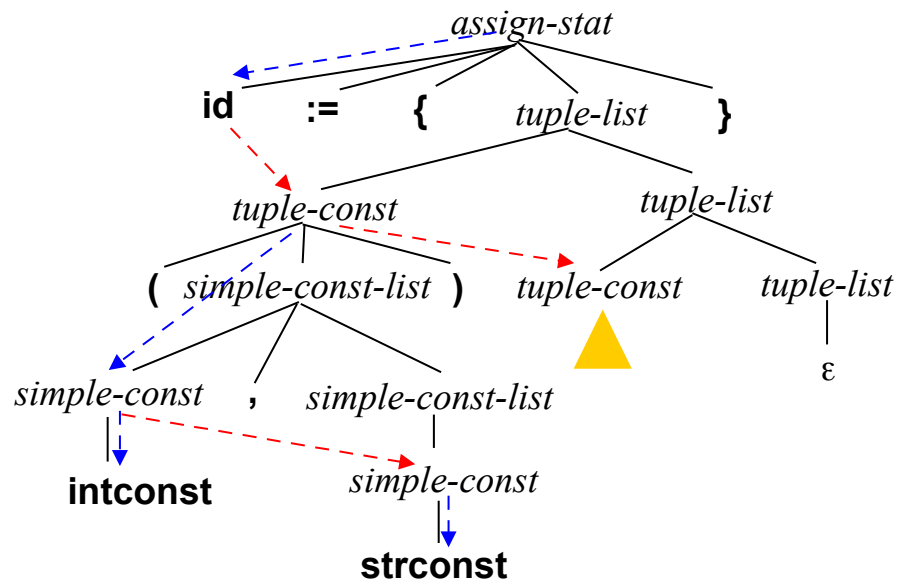 assign-stat
id := { tuple-list }
tuple-const tuple-list
( simple-const-list ) tuple-const tuple-list
simple-const , simple-const-list ε
intconst simple-const
strconst